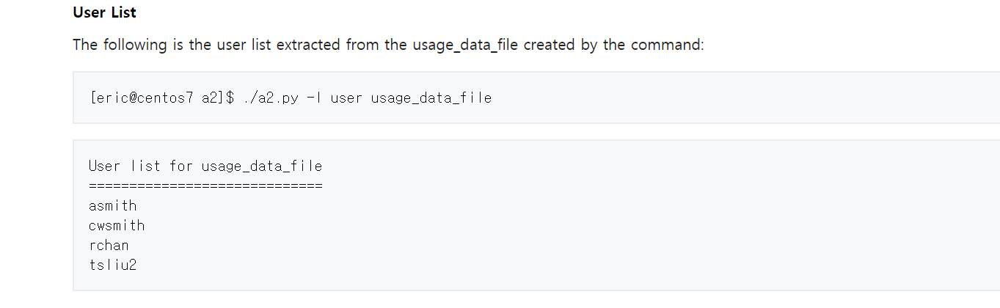 User List
The following is the user list extracted from the usage_data_file created by the command:
[eric@centos7 a2]$ ./a2.py -l user usage_data_file
User list for usage_data_file
=============================
asmith
cwsmith
rchan
tsliu2